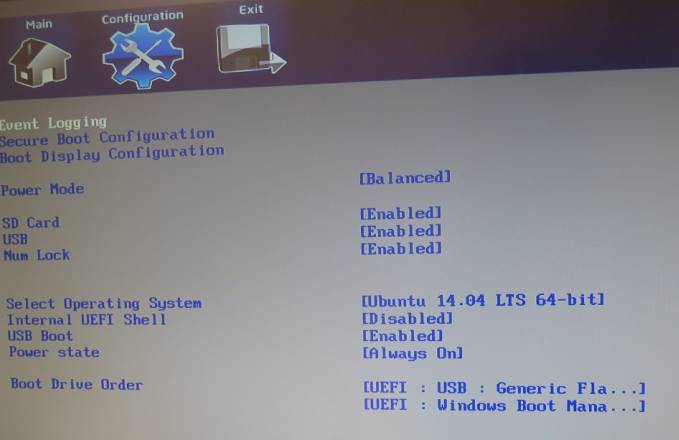 Main Configuration Exit
Event Logging
Secure Boot Configuration
Boot Display Configuration
Power Mode [Balanced]
SD Card [Enabled]
USB [Enabled]
Num Lock [Enabled]
Select Operating System [Ubuntu 14.04 LTS 64-bit]
Internal UEFI Shell [Disabled]
USB Boot [Enabled]
Power state [Always On]
Boot Drive Order [UEFI : USB : Generic Fla...]
[UEFI : Windows Boot Mana...]